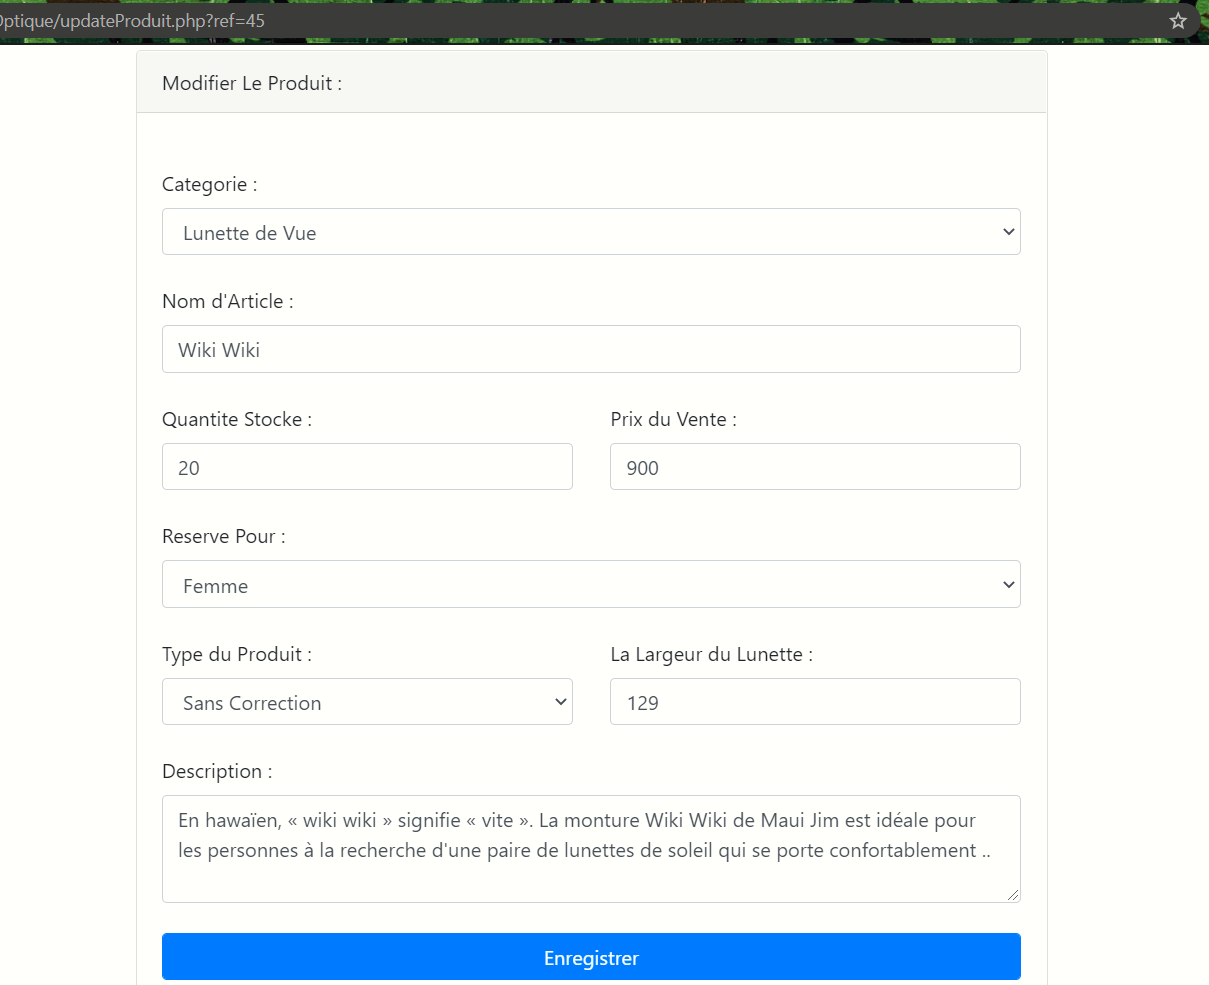 Optique/updateProduit.php?ref=45
Modifier Le Produit :
Categorie :
Lunette de Vue
Nom d'Article :
Wiki Wiki
Quantite Stocke :
Prix du Vente :
20
900
Reserve Pour :
Femme
Type du Produit :
La Largeur du Lunette :
Sans Correction
129
Description :
En hawaïen, « wiki wiki » signifie « vite ». La monture Wiki Wiki de Maui Jim est idéale pour
les personnes à la recherche d'une paire de lunettes de soleil qui se porte confortablement ..
Enregistrer